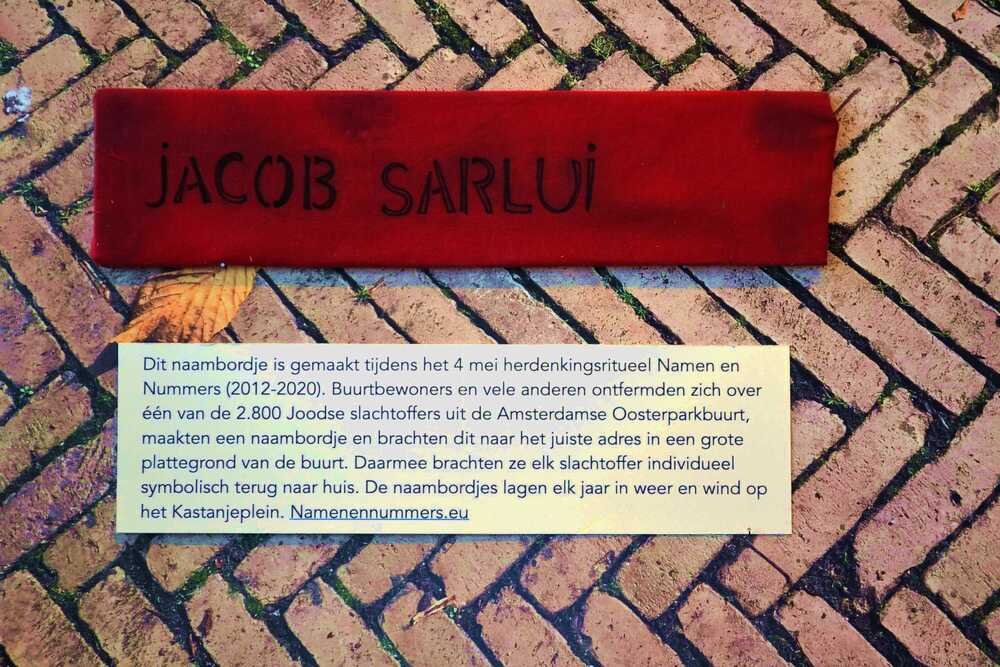 jACOB SARLUi
Dit naambordje is gemaakt tijdens het 4 mei herdenkingsritueel Namen en
Nummers (2012-2020). Buurtbewoners en vele anderen ontfermden zich over
één van de 2.800 Joodse slachtoffers uit de Amsterdamse Oosterparkbuurt,
maakten een naambordje en brachten dit naar het juiste adres in een grote
plattegrond van de buurt. Daarmee brachten ze elk slachtoffer individueel
symbolisch terug naar huis. De naambordjes lagen elk jaar in weer en wind op
het Kastanjeplein. Namenennummers.eu